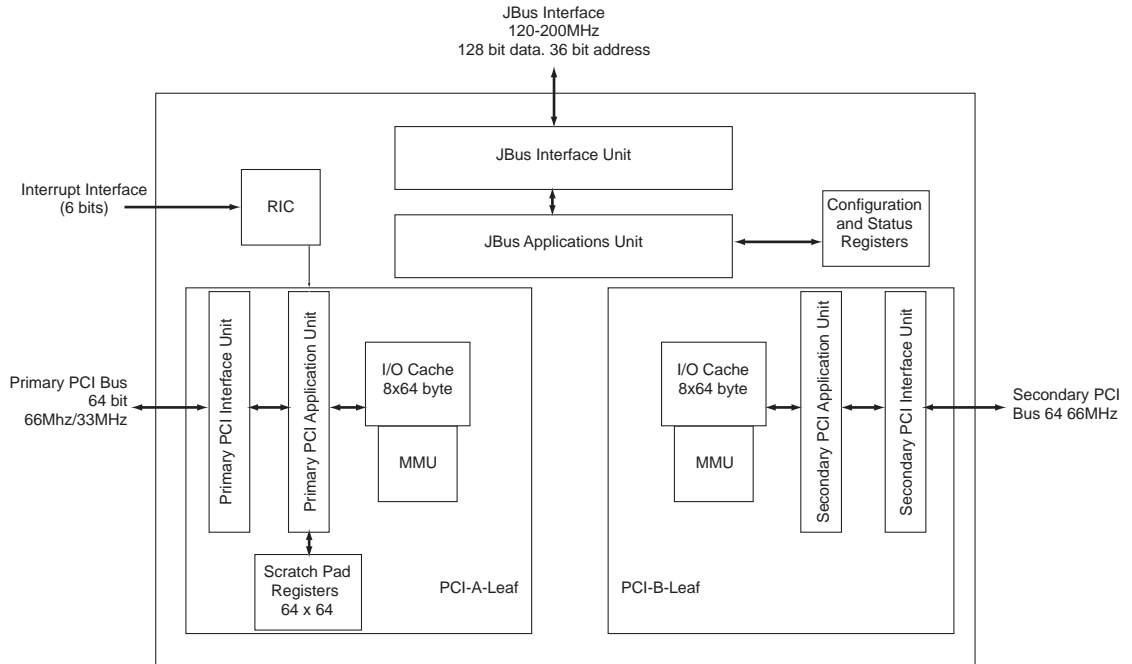 JBus Interface
120-200MHz
128 bit data. 36 bit address
JBus Interface Unit
Interrupt Interface
(6 bits)
RIC
JBus Applications Unit
Configuration
and Status
Registers
Primary PCI Bus
64 bit
66Mhz/33MHz
Primary PCI Interface Unit
Primary PCI Application Unit
I/O Cache
8x64 byte
MMU
Scratch Pad
Registers
64 x 64
PCI-A-Leaf
I/O Cache
8x64 byte
MMU
Secondary PCI Application Unit
Secondary PCI Interface Unit
PCI-B-Leaf
Secondary PCI
Bus 64 66MHz